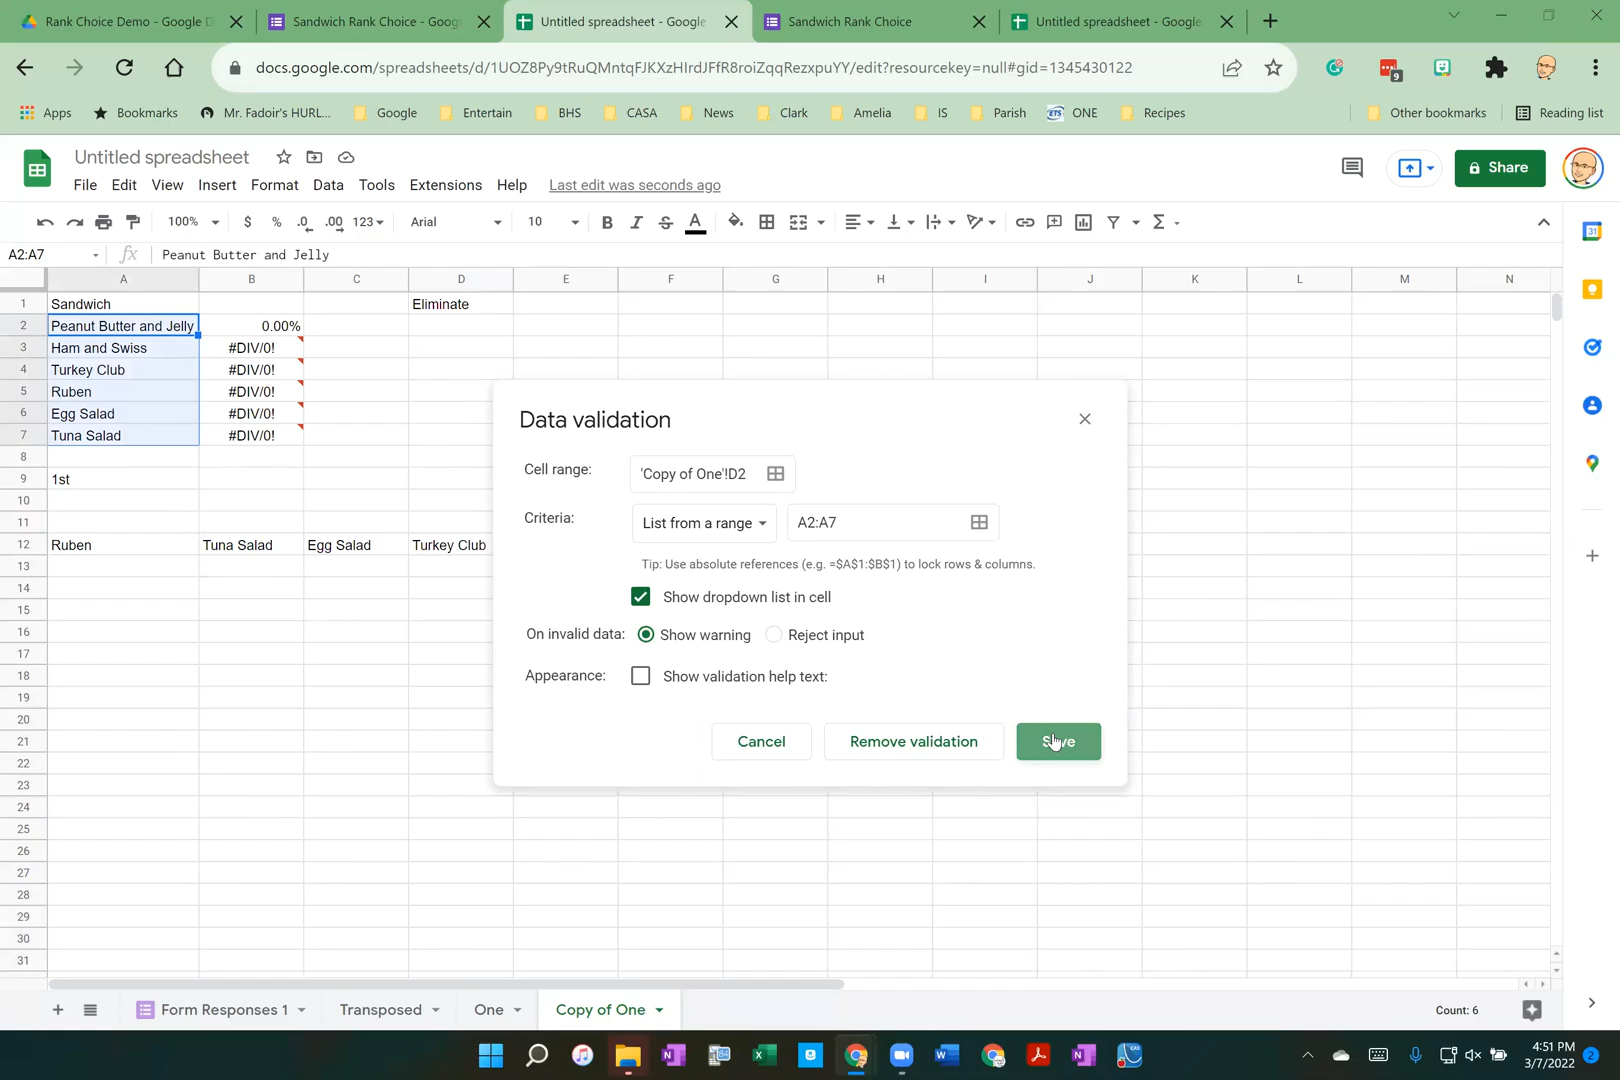 Rank Choice Demo - Google D
Sandwich Rank Choice - Goog
Untitled spreadsheet - Google
Sandwich Rank Choice
Untitled spreadsheet - Google
docs.google.com/spreadsheets/d/1UOZ8Py9tRuQMntqFJKXzHIrdJFfR8roiZqqRezxpuYY/edit?resourcekey=null#gid=1345430122
9
Apps
Bookmarks
Mr. Fadoir's HURL...
Google
Entertain
BHS
CASA
News
Clark
Amelia
IS
Parish
ETS ONE
Recipes
Other bookmarks
Reading list
Untitled spreadsheet
File Edit View Insert Format Data Tools Extensions Help Last edit was seconds ago
Share
100% $ % .0 .00 123 Arial 10 B I S A
A2:A7 fx Peanut Butter and Jelly
A B C D E F G H I J K L M N
1 Sandwich Eliminate
2 Peanut Butter and Jelly 0.00%
3 Ham and Swiss #DIV/0!
4 Turkey Club #DIV/0!
5 Ruben #DIV/0!
6 Egg Salad #DIV/0!
7 Tuna Salad #DIV/0!
8
9 1st
10
11
12 Ruben Tuna Salad Egg Salad Turkey Club
13
14
15
16
17
18
19
20
21
22
23
24
25
26
27
28
29
30
31
Data validation
Cell range: 'Copy of One'!D2
Criteria: List from a range A2:A7
Tip: Use absolute references (e.g. =$A$1:$B$1) to lock rows & columns.
Show dropdown list in cell
On invalid data: Show warning Reject input
Appearance: Show validation help text:
Cancel Remove validation Save
31
Form Responses 1 Transposed One Copy of One Count: 6
4:51 PM
3/7/2022 2